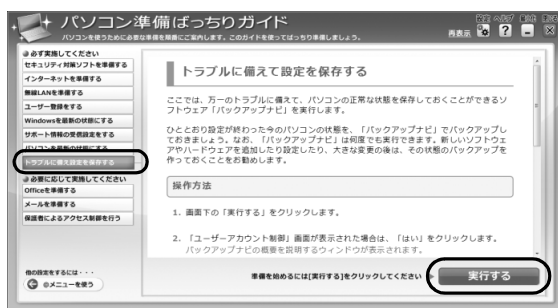 パソコン準備ばっちりガイド
パソコンを使うために必要な準備を順番にご案内します。このガイドを使ってばっちり準備しましょう。
再表示
設定
ヘルプ
最小化
閉じる
必ず実施してください
セキュリティ対策ソフトを準備する
インターネットを準備する
無線LANを準備する
ユーザー登録をする
Windowsを最新の状態にする
サポート情報の受信設定をする
パソコンを最新の状態にする
トラブルに備え設定を保存する
必要に応じて実施してください
Officeを準備する
メールを準備する
保護者によるアクセス制御を行う
他の設定をするには・・・
@メニューを使う
トラブルに備えて設定を保存する
ここでは、万一のトラブルに備えて、パソコンの正常な状態を保存しておくことができるソ
フトウェア「バックアップナビ」を実行します。
ひととおり設定が終わった今のパソコンの状態を、「バックアップナビ」でバックアップし
ておきましょう。なお、「バックアップナビ」は何度でも実行できます。新しいソフトウェ
アやハードウェアを追加したり設定したり、大きな変更の後は、その状態のバックアップを
作っておくことをお勧めします。
操作方法
1. 画面下の「実行する」をクリックします。
2. 「ユーザーアカウント制御」画面が表示された場合は、「はい」をクリックします。
バックアップナビの概要を説明するウィンドウが表示されます。
準備を始めるには[実行する]をクリックしてください
実行する